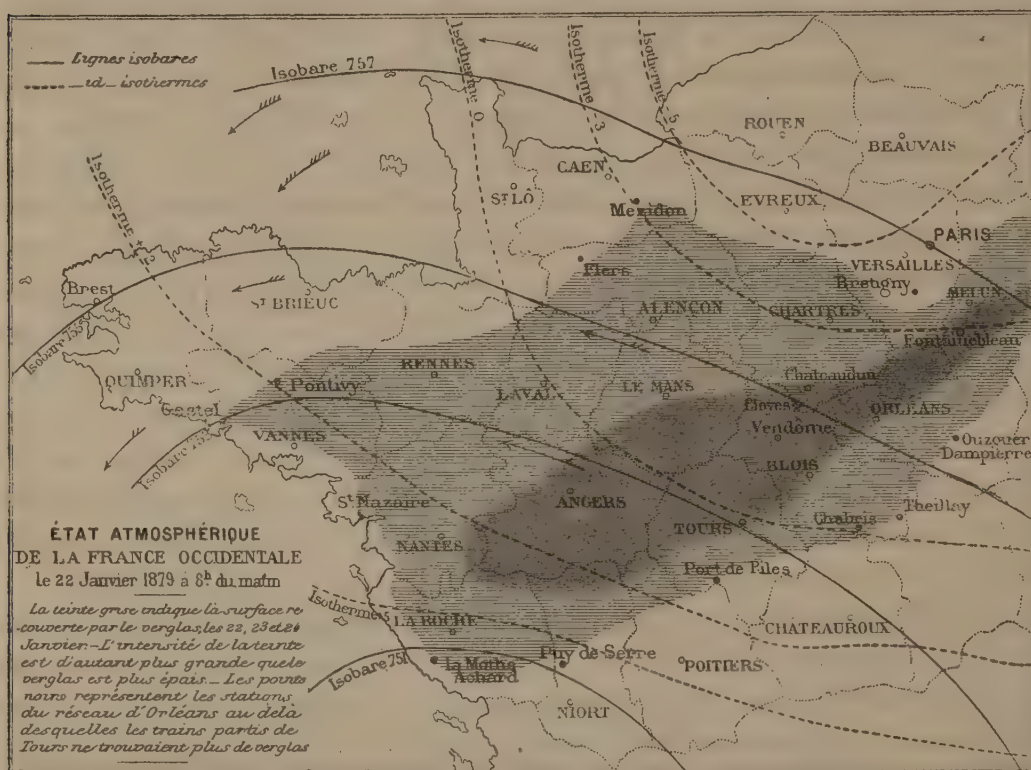 Lignes isobares
_id_ isothermes
Isobare 757
Isotherme 0
Isotherme -3
Isotherme -5
ROUEN
BEAUVAIS
CAEN
ST LÔ
EVREUX
Mezidon
PARIS
VERSAILLES
Bretigny
Isotherme +2
Flers
MELUN
Brest
ST BRIEUC
ALENÇON
CHARTRES
Fontainebleau
Isobare 755
RENNES
QUIMPER
Pontivy
LAVAL
LE MANS
Chateaudun
Gestel
Cloyes
ORLÉANS
VANNES
Vendôme
Ouzouer
Dampierre
Isobare 753
BLOIS
ANGERS
St Nazaire
TOURS
Chabris
Theillay
NANTES
Port de Piles
ÉTAT ATMOSPHÉRIQUE
DE LA FRANCE OCCIDENTALE
le 22 Janvier 1879 à 8h du matin
Isotherme
LA ROCHE
CHATEAUROUX
La teinte grise indique la surface re
couverte par le verglas, les 22, 23 et 24
Janvier _ L'intensité de la teinte
est d'autant plus grande que le
verglas est plus épais _ Les points
noirs représentent les stations
du réseau d'Orléans au delà
desquelles les trains partis de
Tours ne trouvaient plus de verglas
Isobare 751
La Mothe
Achard
Puy-de-Serre
POITIERS
NIORT